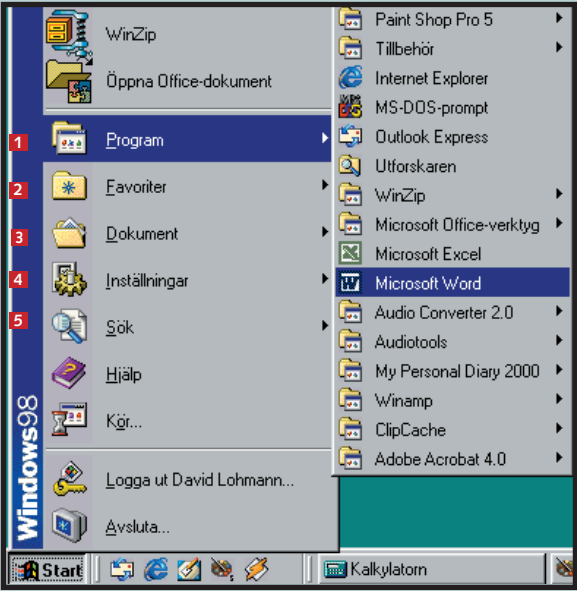 WinZip
Öppna Office-dokument
1 Program
2 Favoriter
3 Dokument
4 Inställningar
5 Sök
Hjälp
Kör...
Logga ut David Lohmann...
Avsluta...
Windows98
Paint Shop Pro 5
Tillbehör
Internet Explorer
MS-DOS-prompt
Outlook Express
Utforskaren
WinZip
Microsoft Office-verktyg
Microsoft Excel
Microsoft Word
Audio Converter 2.0
Audiotools
My Personal Diary 2000
Winamp
ClipCache
Adobe Acrobat 4.0
Start
Kalkylatorn